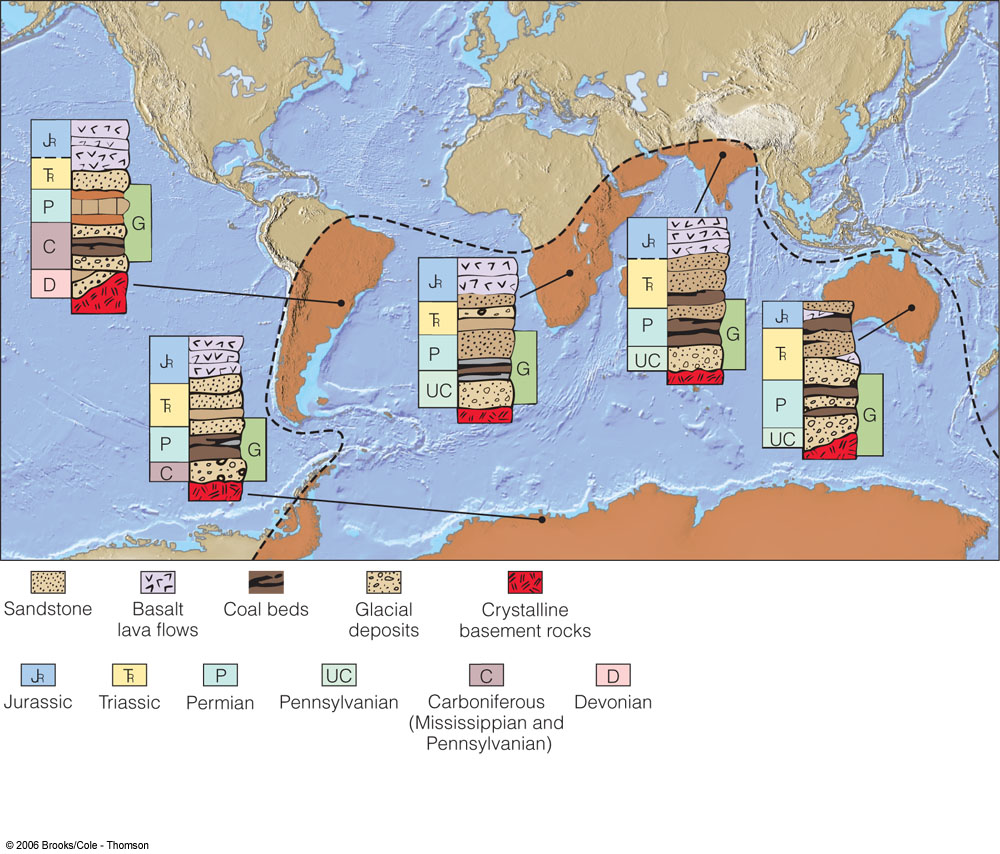 JR
TR
P
C
D
G
JR
TR
P
C
G
JR
TR
P
UC
G
JR
TR
P
UC
G
JR
TR
P
UC
G
Sandstone
Basalt
lava flows
Coal beds
Glacial
deposits
Crystalline
basement rocks
JR
TR
P
UC
C
D
Jurassic
Triassic
Permian
Pennsylvanian
Carboniferous
(Mississippian and
Pennsylvanian)
Devonian
© 2006 Brooks/Cole - Thomson